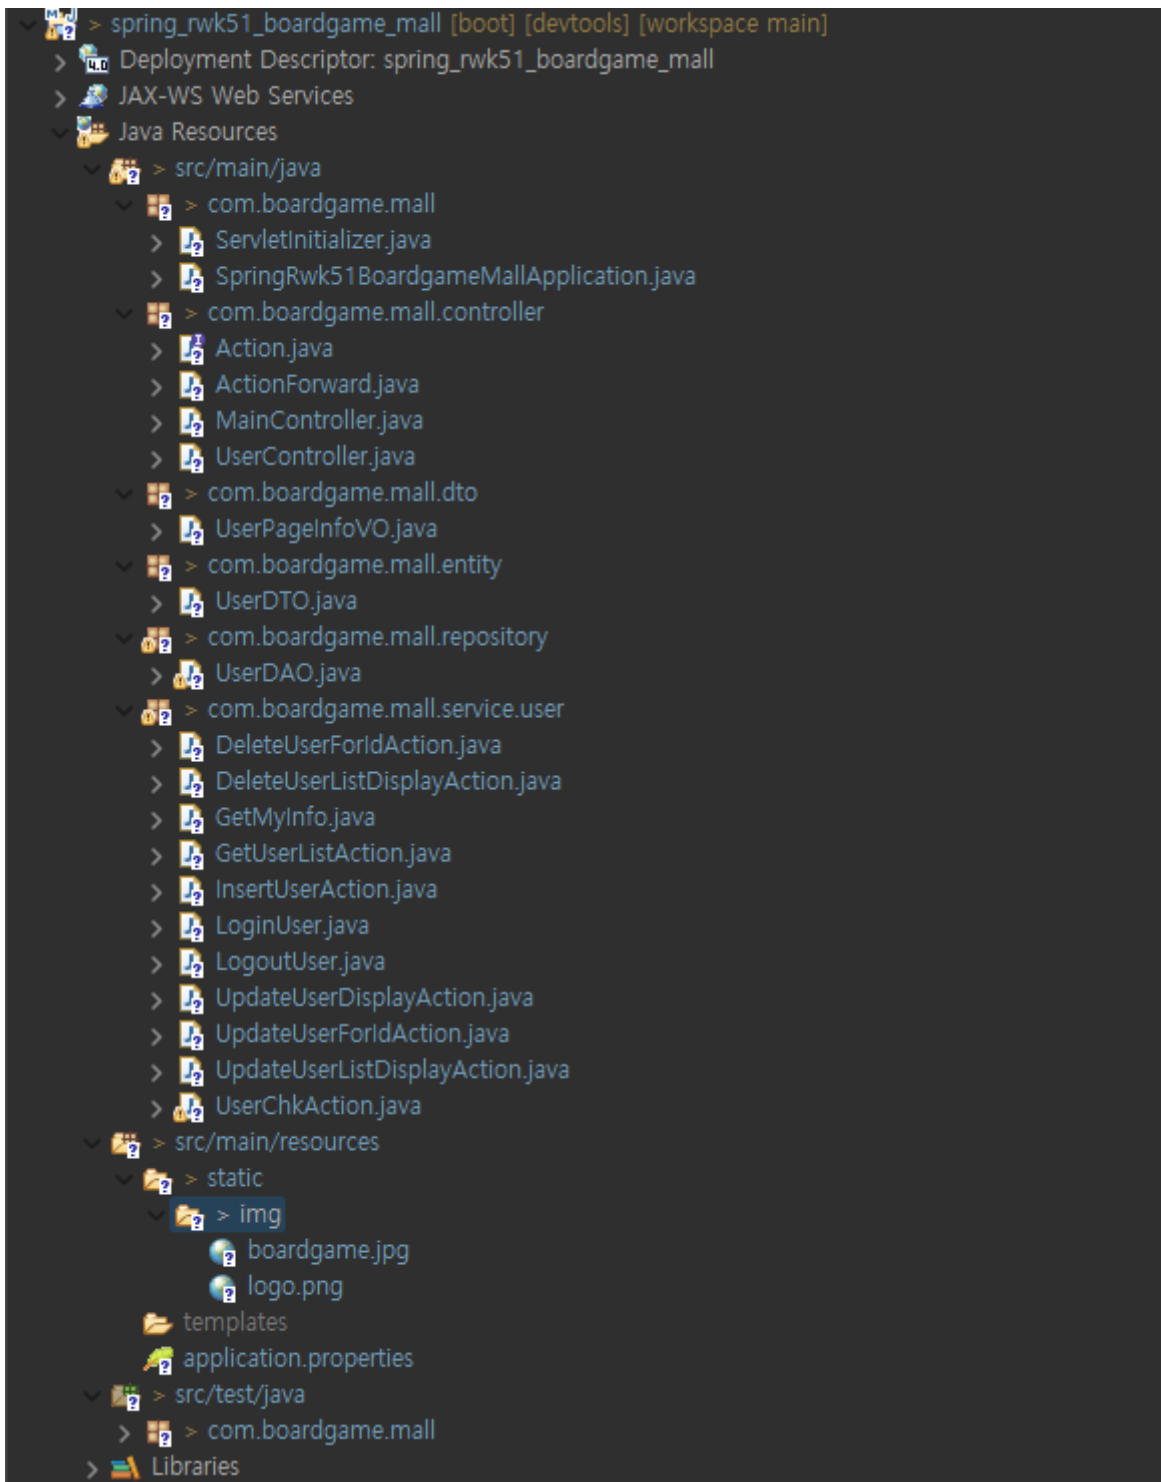 > spring_rwk51_boardgame_mall [boot] [devtools] [workspace main]
Deployment Descriptor: spring_rwk51_boardgame_mall
JAX-WS Web Services
Java Resources
> src/main/java
> com.boardgame.mall
ServletInitializer.java
SpringRwk51BoardgameMallApplication.java
> com.boardgame.mall.controller
Action.java
ActionForward.java
MainController.java
UserController.java
> com.boardgame.mall.dto
UserPageInfoVO.java
> com.boardgame.mall.entity
UserDTO.java
> com.boardgame.mall.repository
UserDAO.java
> com.boardgame.mall.service.user
DeleteUserForIdAction.java
DeleteUserListDisplayAction.java
GetMyInfo.java
GetUserListAction.java
InsertUserAction.java
LoginUser.java
LogoutUser.java
UpdateUserDisplayAction.java
UpdateUserForIdAction.java
UpdateUserListDisplayAction.java
UserChkAction.java
> src/main/resources
> static
> img
boardgame.jpg
logo.png
templates
application.properties
> src/test/java
> com.boardgame.mall
Libraries